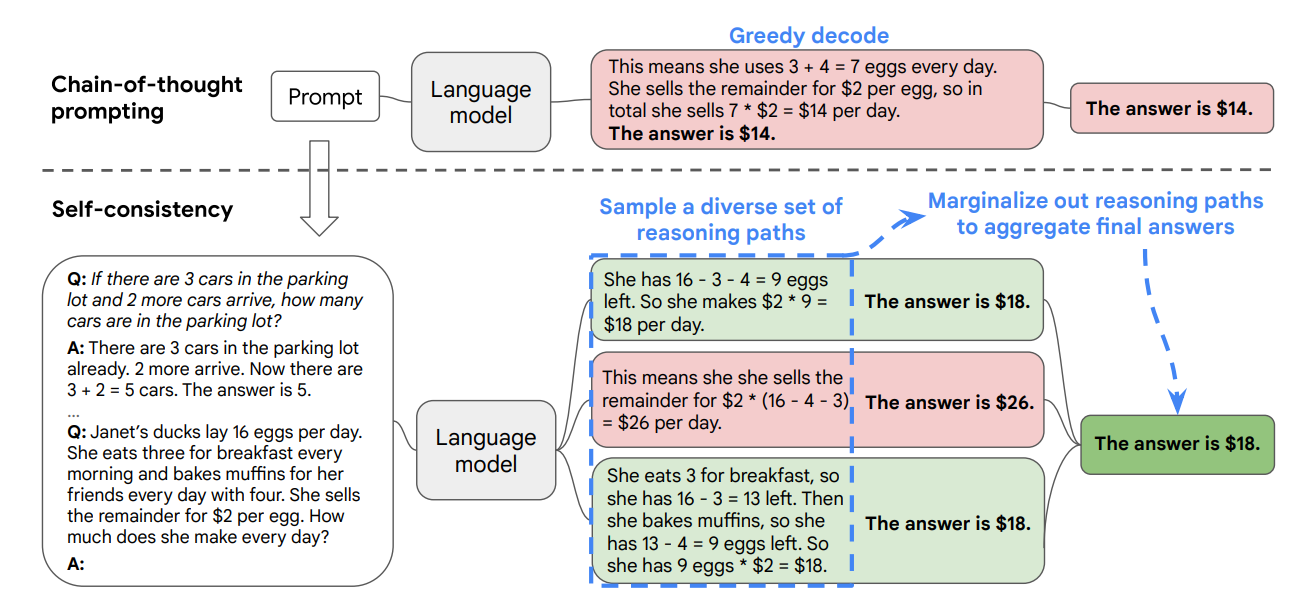 Greedy decode
Chain-of-thought
prompting
Prompt
Language
model
This means she uses 3 + 4 = 7 eggs every day.
She sells the remainder for $2 per egg, so in
total she sells 7 * $2 = $14 per day.
The answer is $14.
The answer is $14.
Self-consistency
Sample a diverse set of
reasoning paths
Marginalize out reasoning paths
to aggregate final answers
Q: If there are 3 cars in the parking
lot and 2 more cars arrive, how many
cars are in the parking lot?
A: There are 3 cars in the parking lot
already. 2 more arrive. Now there are
3 + 2 = 5 cars. The answer is 5.
...
Q: Janet's ducks lay 16 eggs per day.
She eats three for breakfast every
morning and bakes muffins for her
friends every day with four. She sells
the remainder for $2 per egg. How
much does she make every day?
A:
Language
model
She has 16 - 3 - 4 = 9 eggs
left. So she makes $2 * 9 =
$18 per day.
The answer is $18.
This means she she sells the
remainder for $2 * (16 - 4 - 3)
= $26 per day.
The answer is $26.
She eats 3 for breakfast, so
she has 16 - 3 = 13 left. Then
she bakes muffins, so she
has 13 - 4 = 9 eggs left. So
she has 9 eggs * $2 = $18.
The answer is $18.
The answer is $18.